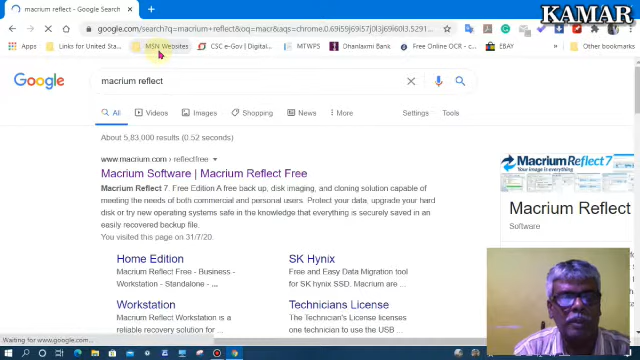 macrium reflect - Google Search
KAMAR
google.com/search?q=macrium+reflect&oq=macr&aqs=chrome.0.69i59j69i57j69i59j0l5.5291...
Apps
Links for United Sta...
MSN Websites
CSC e-Gov | Digital...
MTWPS
Dhanlaxmi Bank
Free Online OCR - c...
EBAY
»
Other bookmarks
Google
macrium reflect
All
Videos
Images
Shopping
News
More
Settings
Tools
About 5,83,000 results (0.52 seconds)
www.macrium.com › reflectfree
Macrium Software | Macrium Reflect Free
Macrium Reflect 7. Free Edition A free back up, disk imaging, and cloning solution capable of
meeting the needs of both commercial and personal users. Protect your data, upgrade your hard
disk or try new operating systems safe in the knowledge that everything is securely saved in an
easily recovered backup file.
You visited this page on 31/7/20.
Home Edition
Macrium Reflect Free - Business -
Workstation - Standalone - ...
SK Hynix
Free and Easy Data Migration tool
for SK hynix SSD. Macrium are ...
Workstation
Macrium Reflect Workstation is a
reliable recovery solution for ...
Technicians License
The Technician's License licenses
one technician to use the USB ...
Macrium Reflect 7
Your image is everything
Macrium Reflect
Software
Waiting for www.google.com...